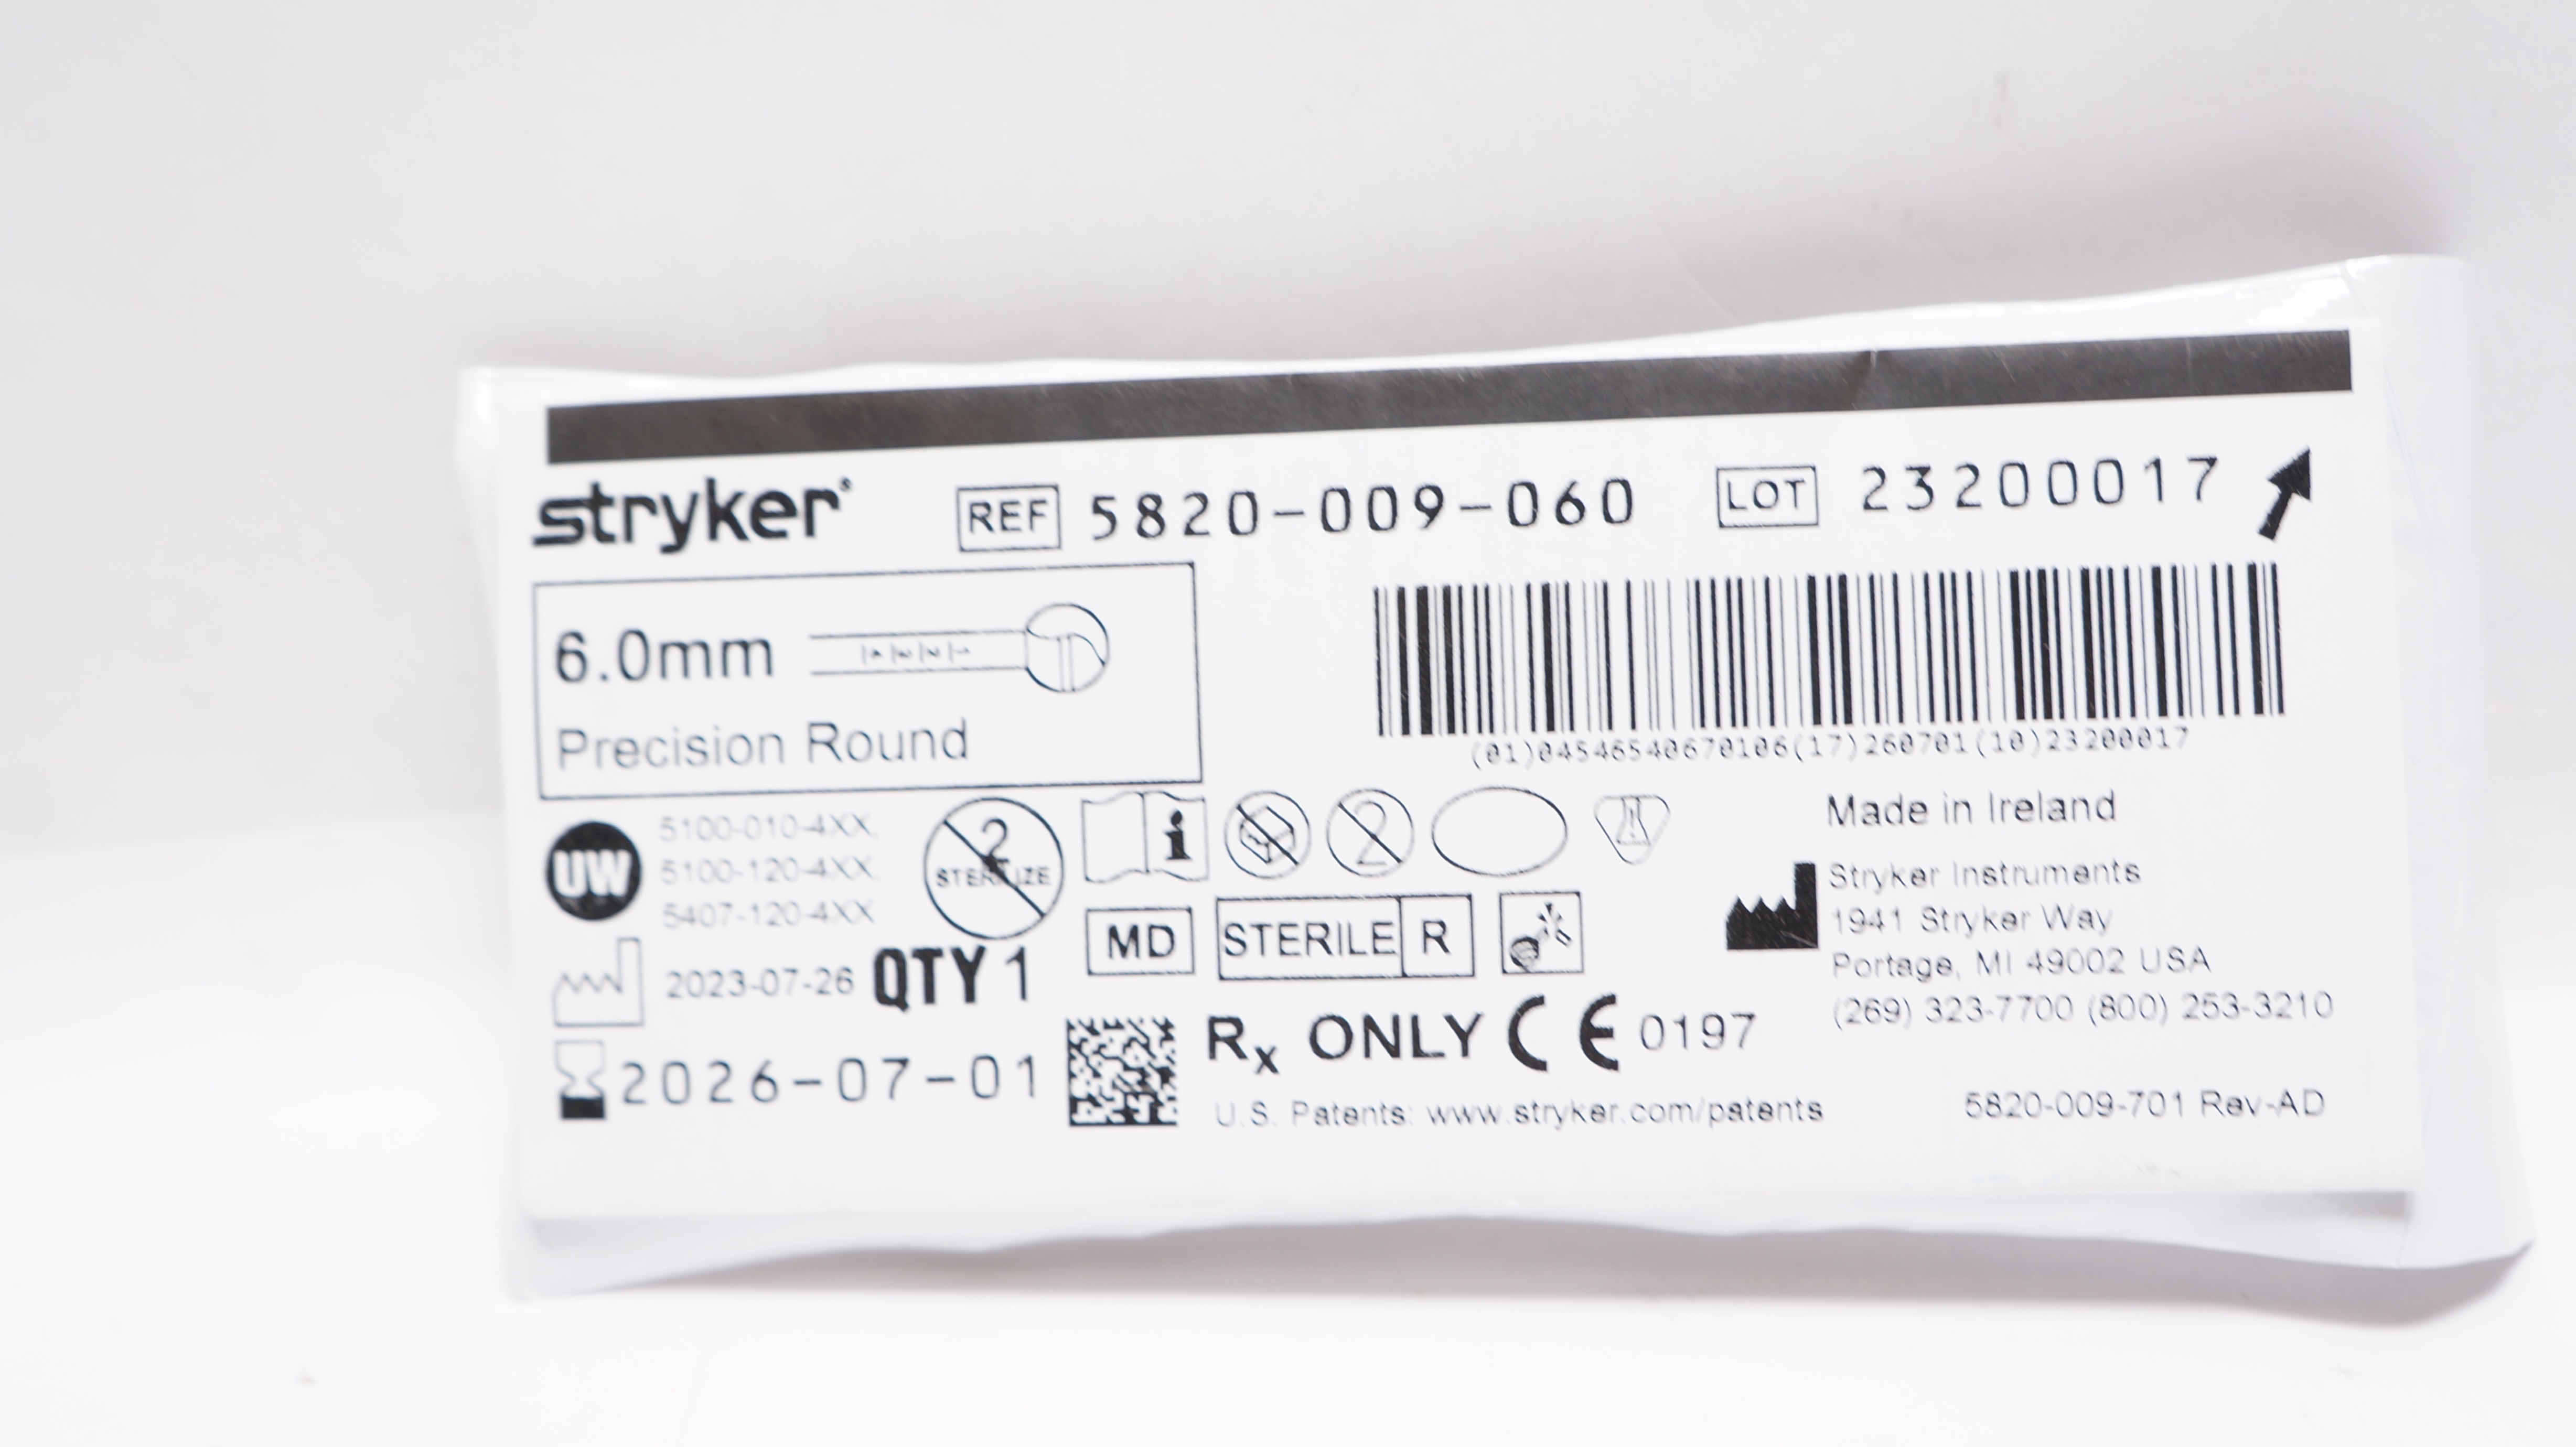 stryker
REF 5820-009-060
LOT 23200017
6.0mm
Precision Round
(01)04546540670106(17)260701(10)23200017
UW
5100-010-4XX
5100-120-4XX
5407-120-4XX
2
STERILIZE
2
Made in Ireland
Stryker Instruments
1941 Stryker Way
Portage, MI 49002 USA
(269) 323-7700 (800) 253-3210
MD
STERILE R
2023-07-26 QTY 1
2026-07-01
Rx ONLY CE 0197
U.S. Patents: www.stryker.com/patents
5820-009-701 Rev-AD